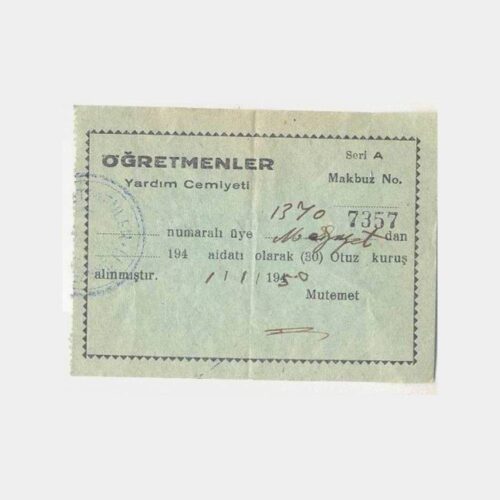 ÖĞRETMENLER
Yardım Cemiyeti
Seri A
Makbuz No.
7357
1370
numaralı üye dan
194 aidatı olarak (30) Otuz kuruş
alınmıştır. 1/1/1950
Mutemet